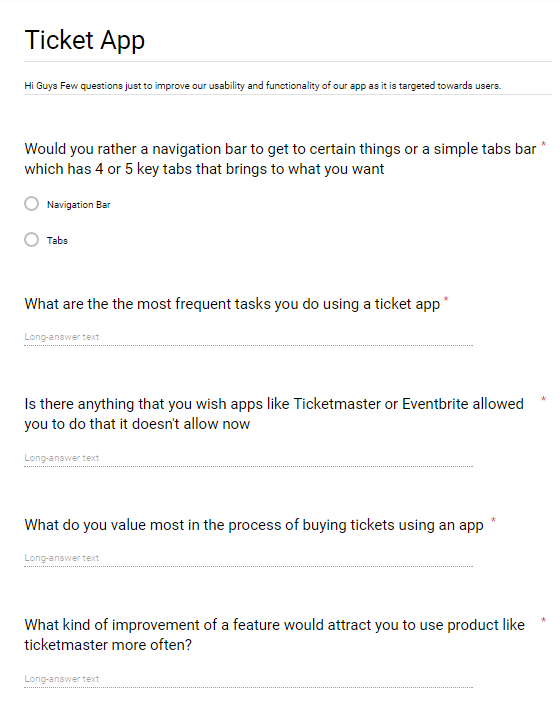 Ticket App
Hi Guys Few questions just to improve our usability and functionality of our app as it is targeted towards users.
Would you rather a navigation bar to get to certain things or a simple tabs bar *
which has 4 or 5 key tabs that brings to what you want
Navigation Bar
Tabs
What are the the most frequent tasks you do using a ticket app *
Long-answer text
Is there anything that you wish apps like Ticketmaster or Eventbrite allowed *
you to do that it doesn't allow now
Long-answer text
What do you value most in the process of buying tickets using an app *
Long-answer text
What kind of improvement of a feature would attract you to use product like *
ticketmaster more often?
Long-answer text